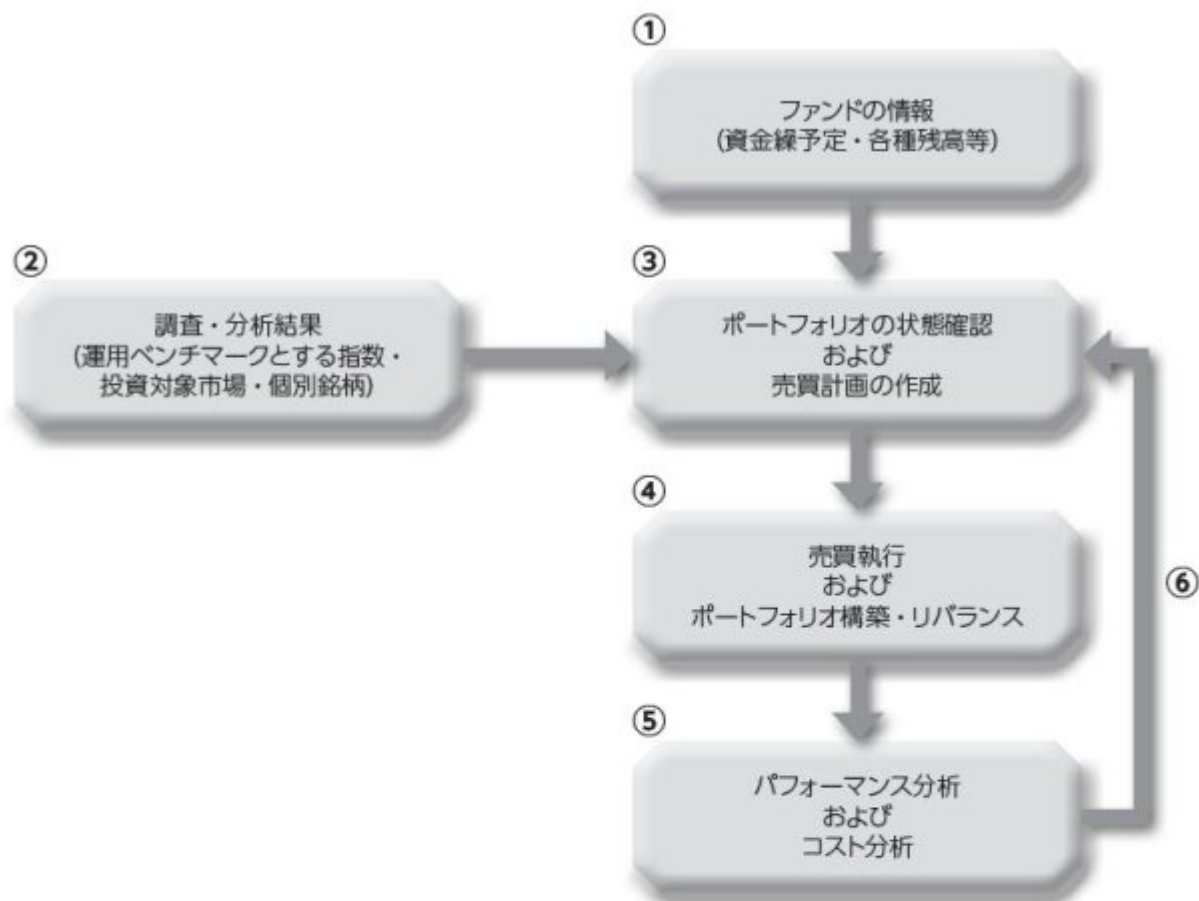 ①
ファンドの情報
(資金繰予定・各種残高等)
②
調査・分析結果
(運用ベンチマークとする指数・
投資対象市場・個別銘柄)
③
ポートフォリオの状態確認
および
売買計画の作成
④
売買執行
および
ポートフォリオ構築・リバランス
⑥
⑤
パフォーマンス分析
および
コスト分析